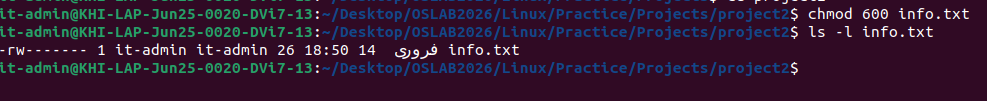 it-admin@KHI-LAP-Jun25-0020-DVi7-13:~/Desktop/OSLAB2026/Linux/Practice/Projects/project2$ chmod 600 info.txt
it-admin@KHI-LAP-Jun25-0020-DVi7-13:~/Desktop/OSLAB2026/Linux/Practice/Projects/project2$ ls -l info.txt
-rw------- 1 it-admin it-admin 26 18:50 14 فروری info.txt
it-admin@KHI-LAP-Jun25-0020-DVi7-13:~/Desktop/OSLAB2026/Linux/Practice/Projects/project2$